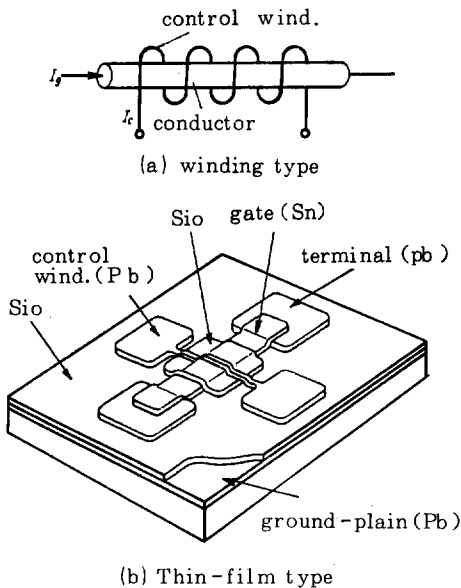 control wind.
Ig
Ic
conductor
(a) winding type
Sio gate(Sn)
control
wind.(Pb)
terminal(pb)
Sio
ground-plain(Pb)
(b) Thin-film type